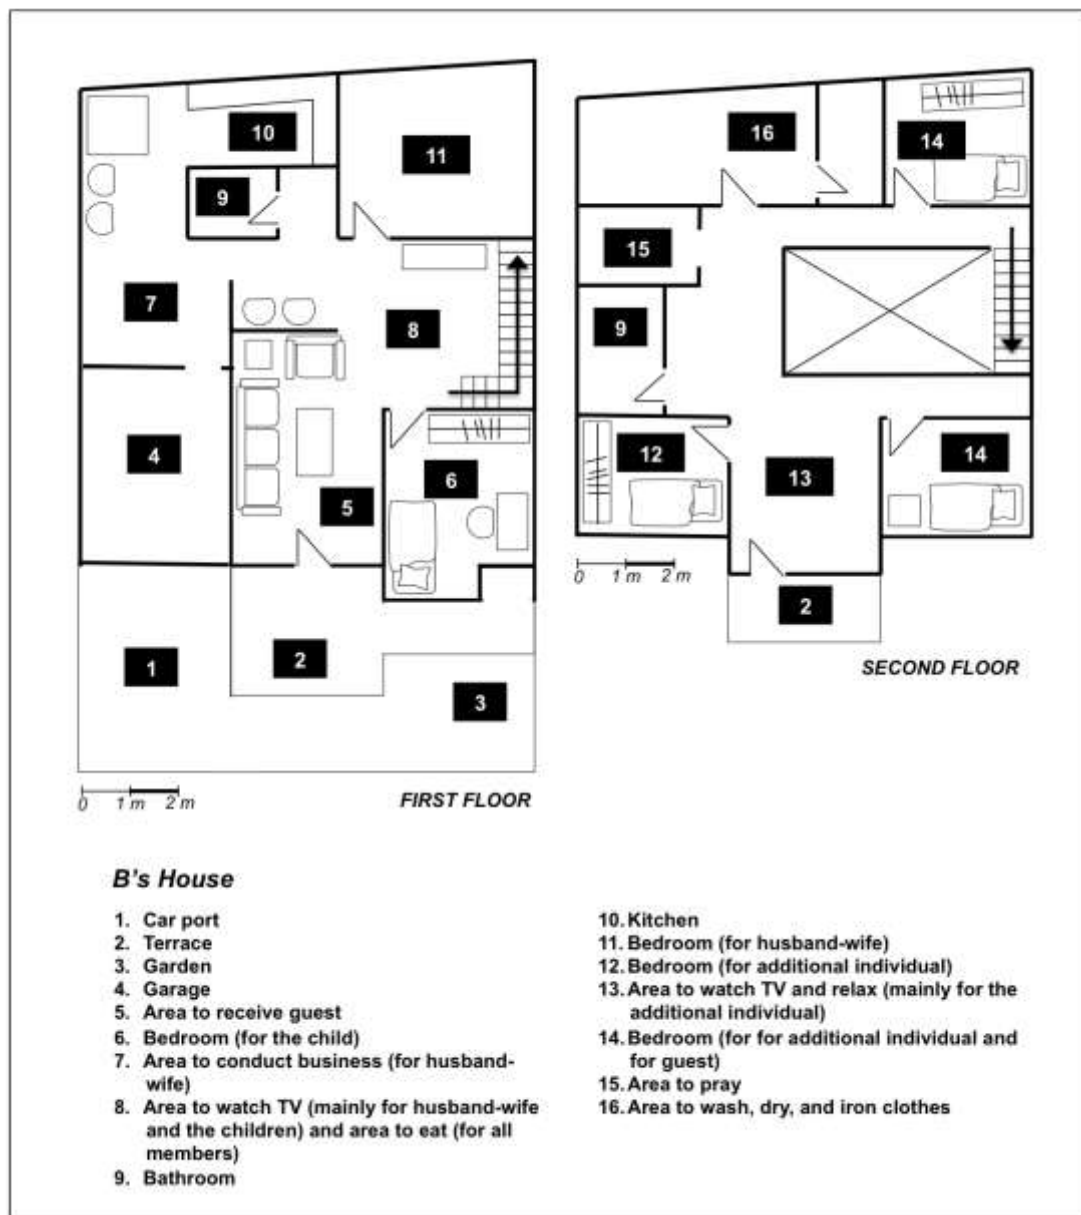 10
11
9
7
8
4
6
5
1
2
3
0 1 m 2 m
FIRST FLOOR
16
14
15
9
12
13
14
0 1 m 2 m
2
SECOND FLOOR
B's House
1. Car port
2. Terrace
3. Garden
4. Garage
5. Area to receive guest
6. Bedroom (for the child)
7. Area to conduct business (for husband-
wife)
8. Area to watch TV (mainly for husband-wife
and the children) and area to eat (for all
members)
9. Bathroom
10. Kitchen
11. Bedroom (for husband-wife)
12. Bedroom (for additional individual)
13. Area to watch TV and relax (mainly for the
additional individual)
14. Bedroom (for for additional individual and
for guest)
15. Area to pray
16. Area to wash, dry, and iron clothes